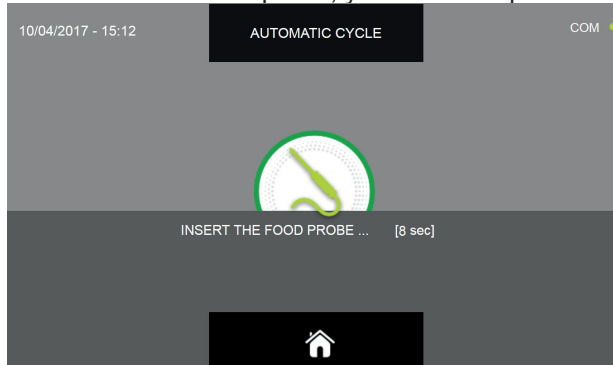 10/04/2017 - 15:12
AUTOMATIC CYCLE
COM
INSERT THE FOOD PROBE ... [8 sec]